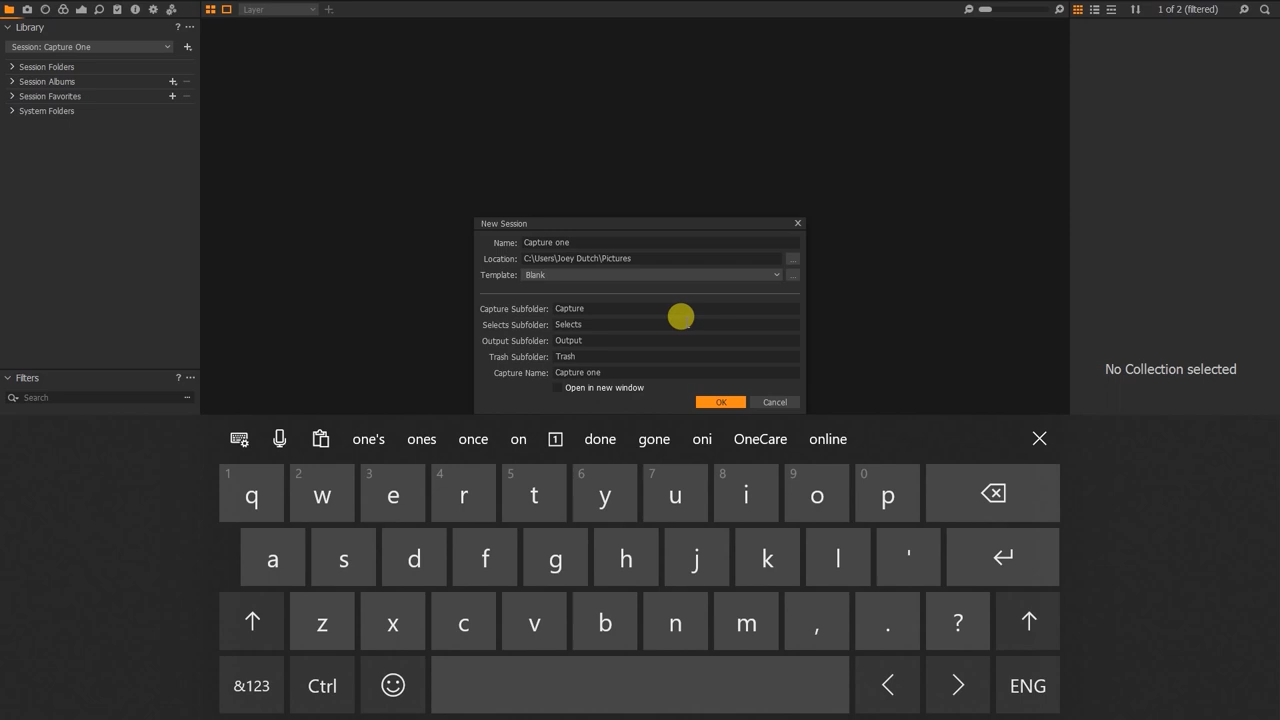 Layer
1 of 2 (filtered)
Library
?
Session: Capture One
Session Folders
Session Albums
Session Favorites
System Folders
New Session
Name: Capture one
Location: C:\Users\Joey Dutch\Pictures ...
Template: Blank ...
Capture Subfolder: Capture
Selects Subfolder: Selects
Output Subfolder: Output
Trash Subfolder: Trash
Capture Name: Capture one
Open in new window
OK Cancel
No Collection selected
Filters ?
Search
one's ones once on 1 done gone oni OneCare online
1 2 3 4 5 6 7 8 9 0
q w e r t y u i o p
a s d f g h j k l '
z x c v b n m , . ?
&123 Ctrl ENG